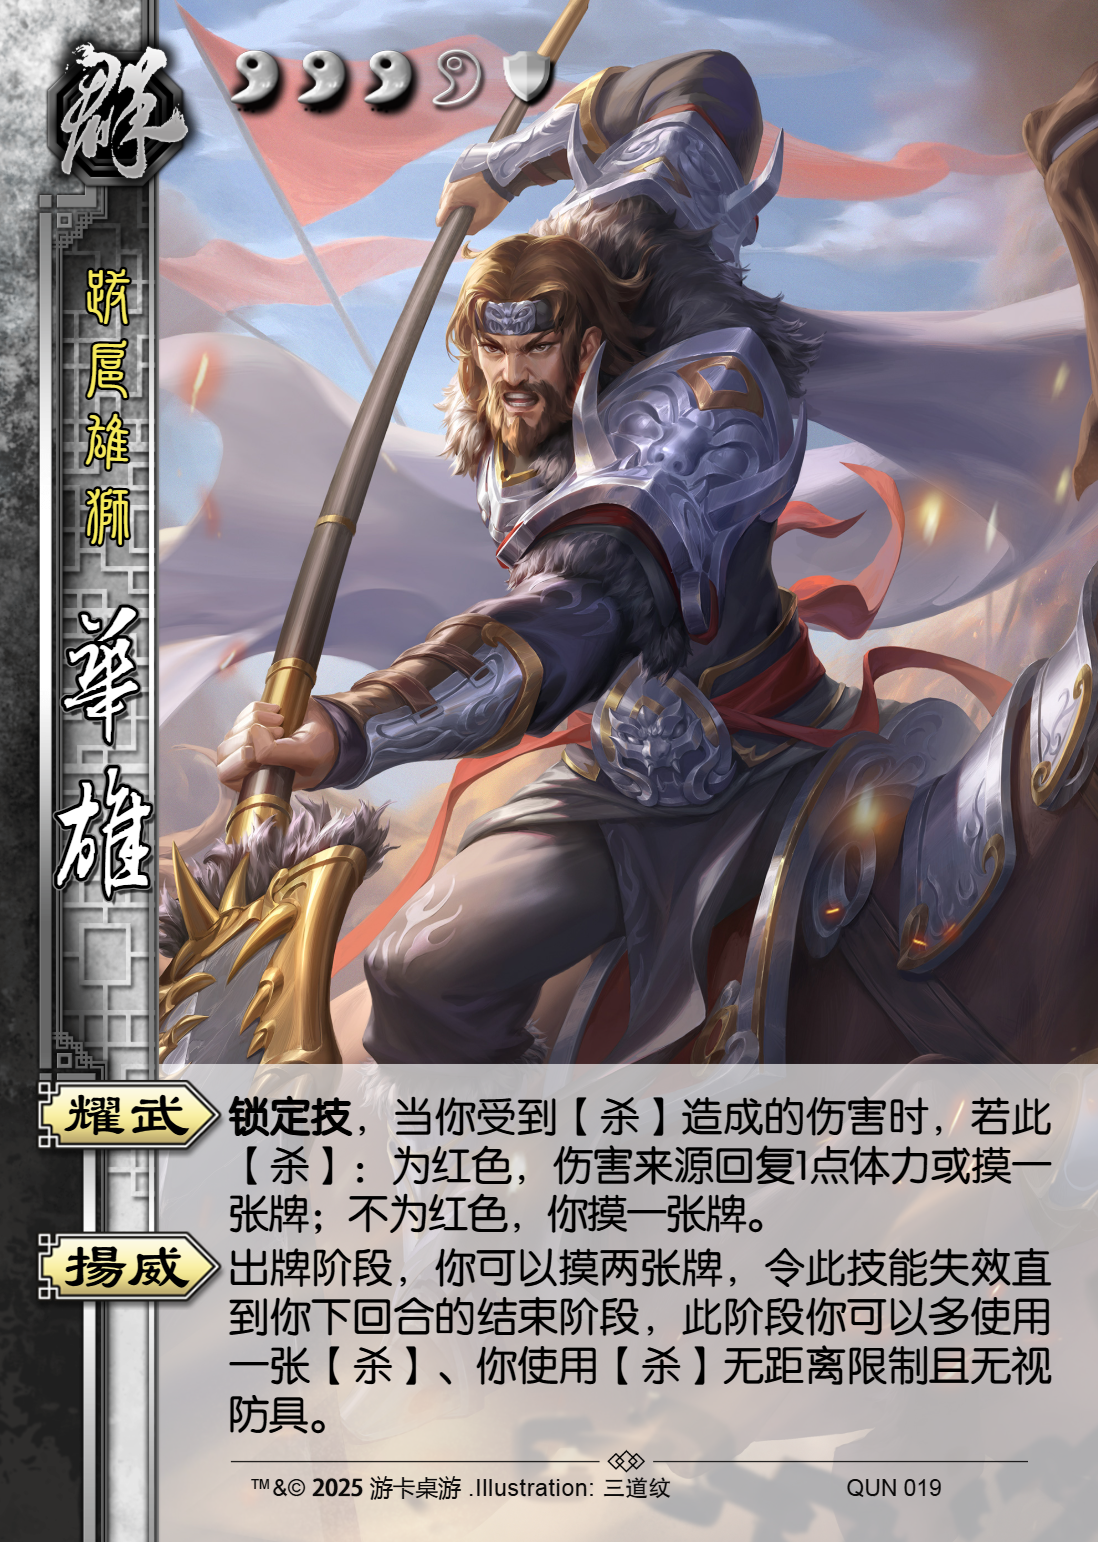 群
跋扈雄狮
華雄
耀武
锁定技，当你受到【杀】造成的伤害时，若此
【杀】：为红色，伤害来源回复1点体力或摸一
张牌；不为红色，你摸一张牌。
揚威
出牌阶段，你可以摸两张牌，令此技能失效直
到你下回合的结束阶段，此阶段你可以多使用
一张【杀】、你使用【杀】无距离限制且无视
防具。
™&© 2025 游卡桌游 .Illustration: 三道纹
QUN 019